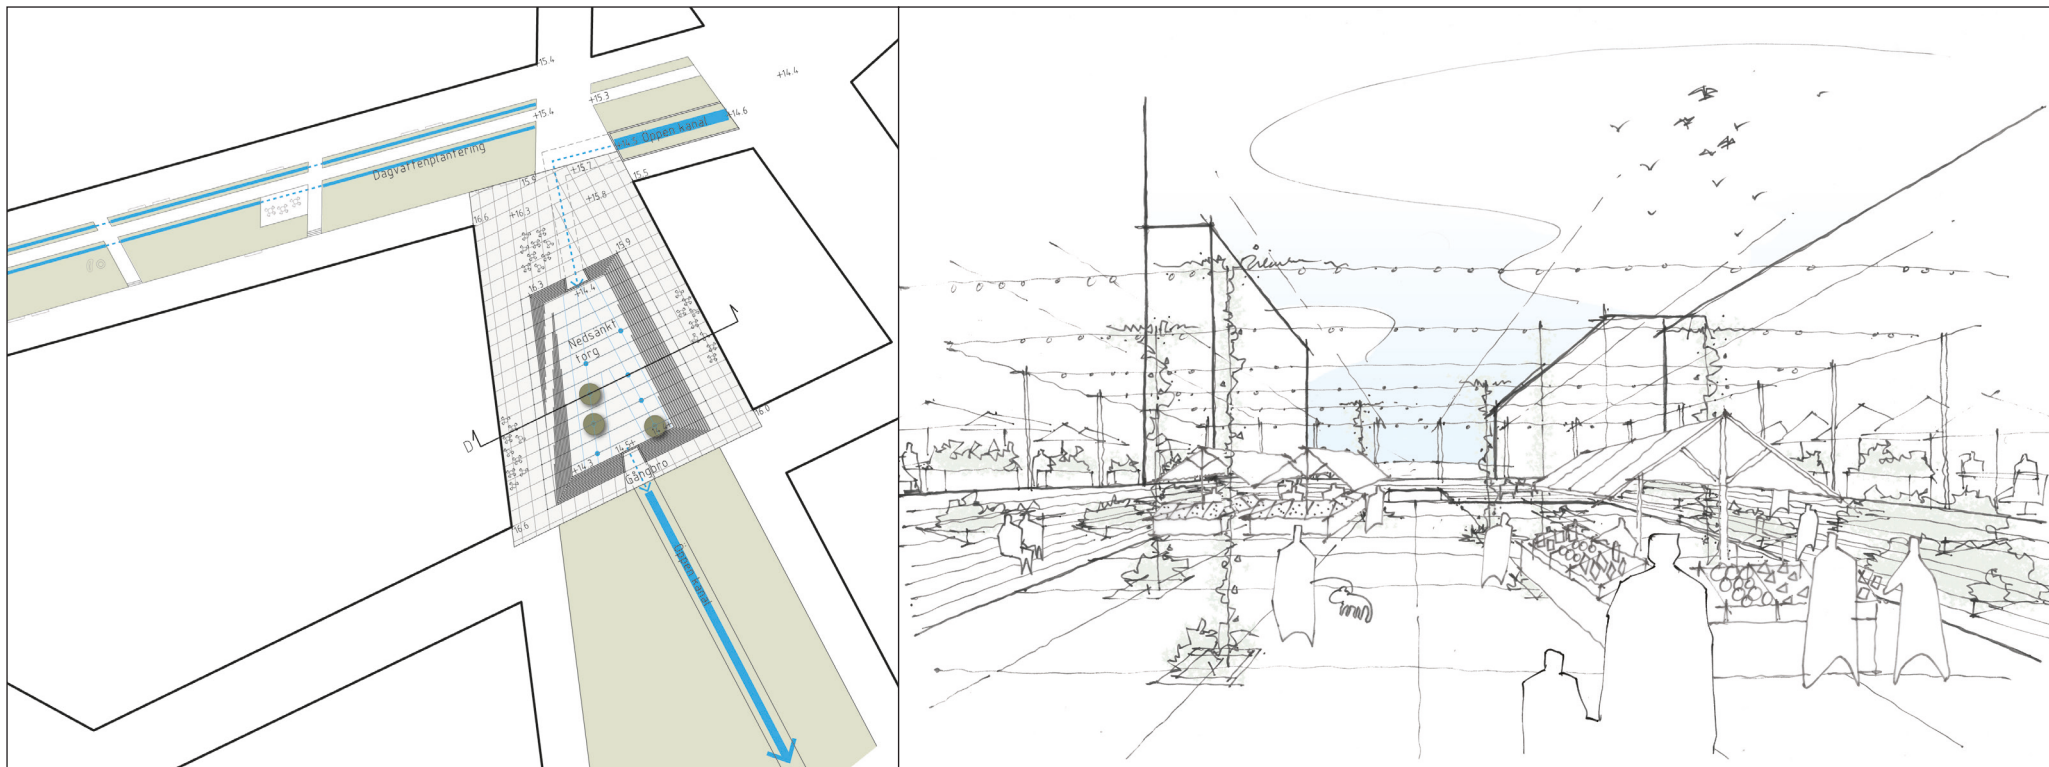 +15.4
+14.4
+15.3
+15.4
+14.6
Öppen kanal
Dagvattenplantering
+15.7
15.5
+15.8
16.6
+16.3
15.9
16.3
+14.4
Nedsänkt
torg
16.0
D
14.5+
+14.3
Gångbro
16.6
Öppen kanal